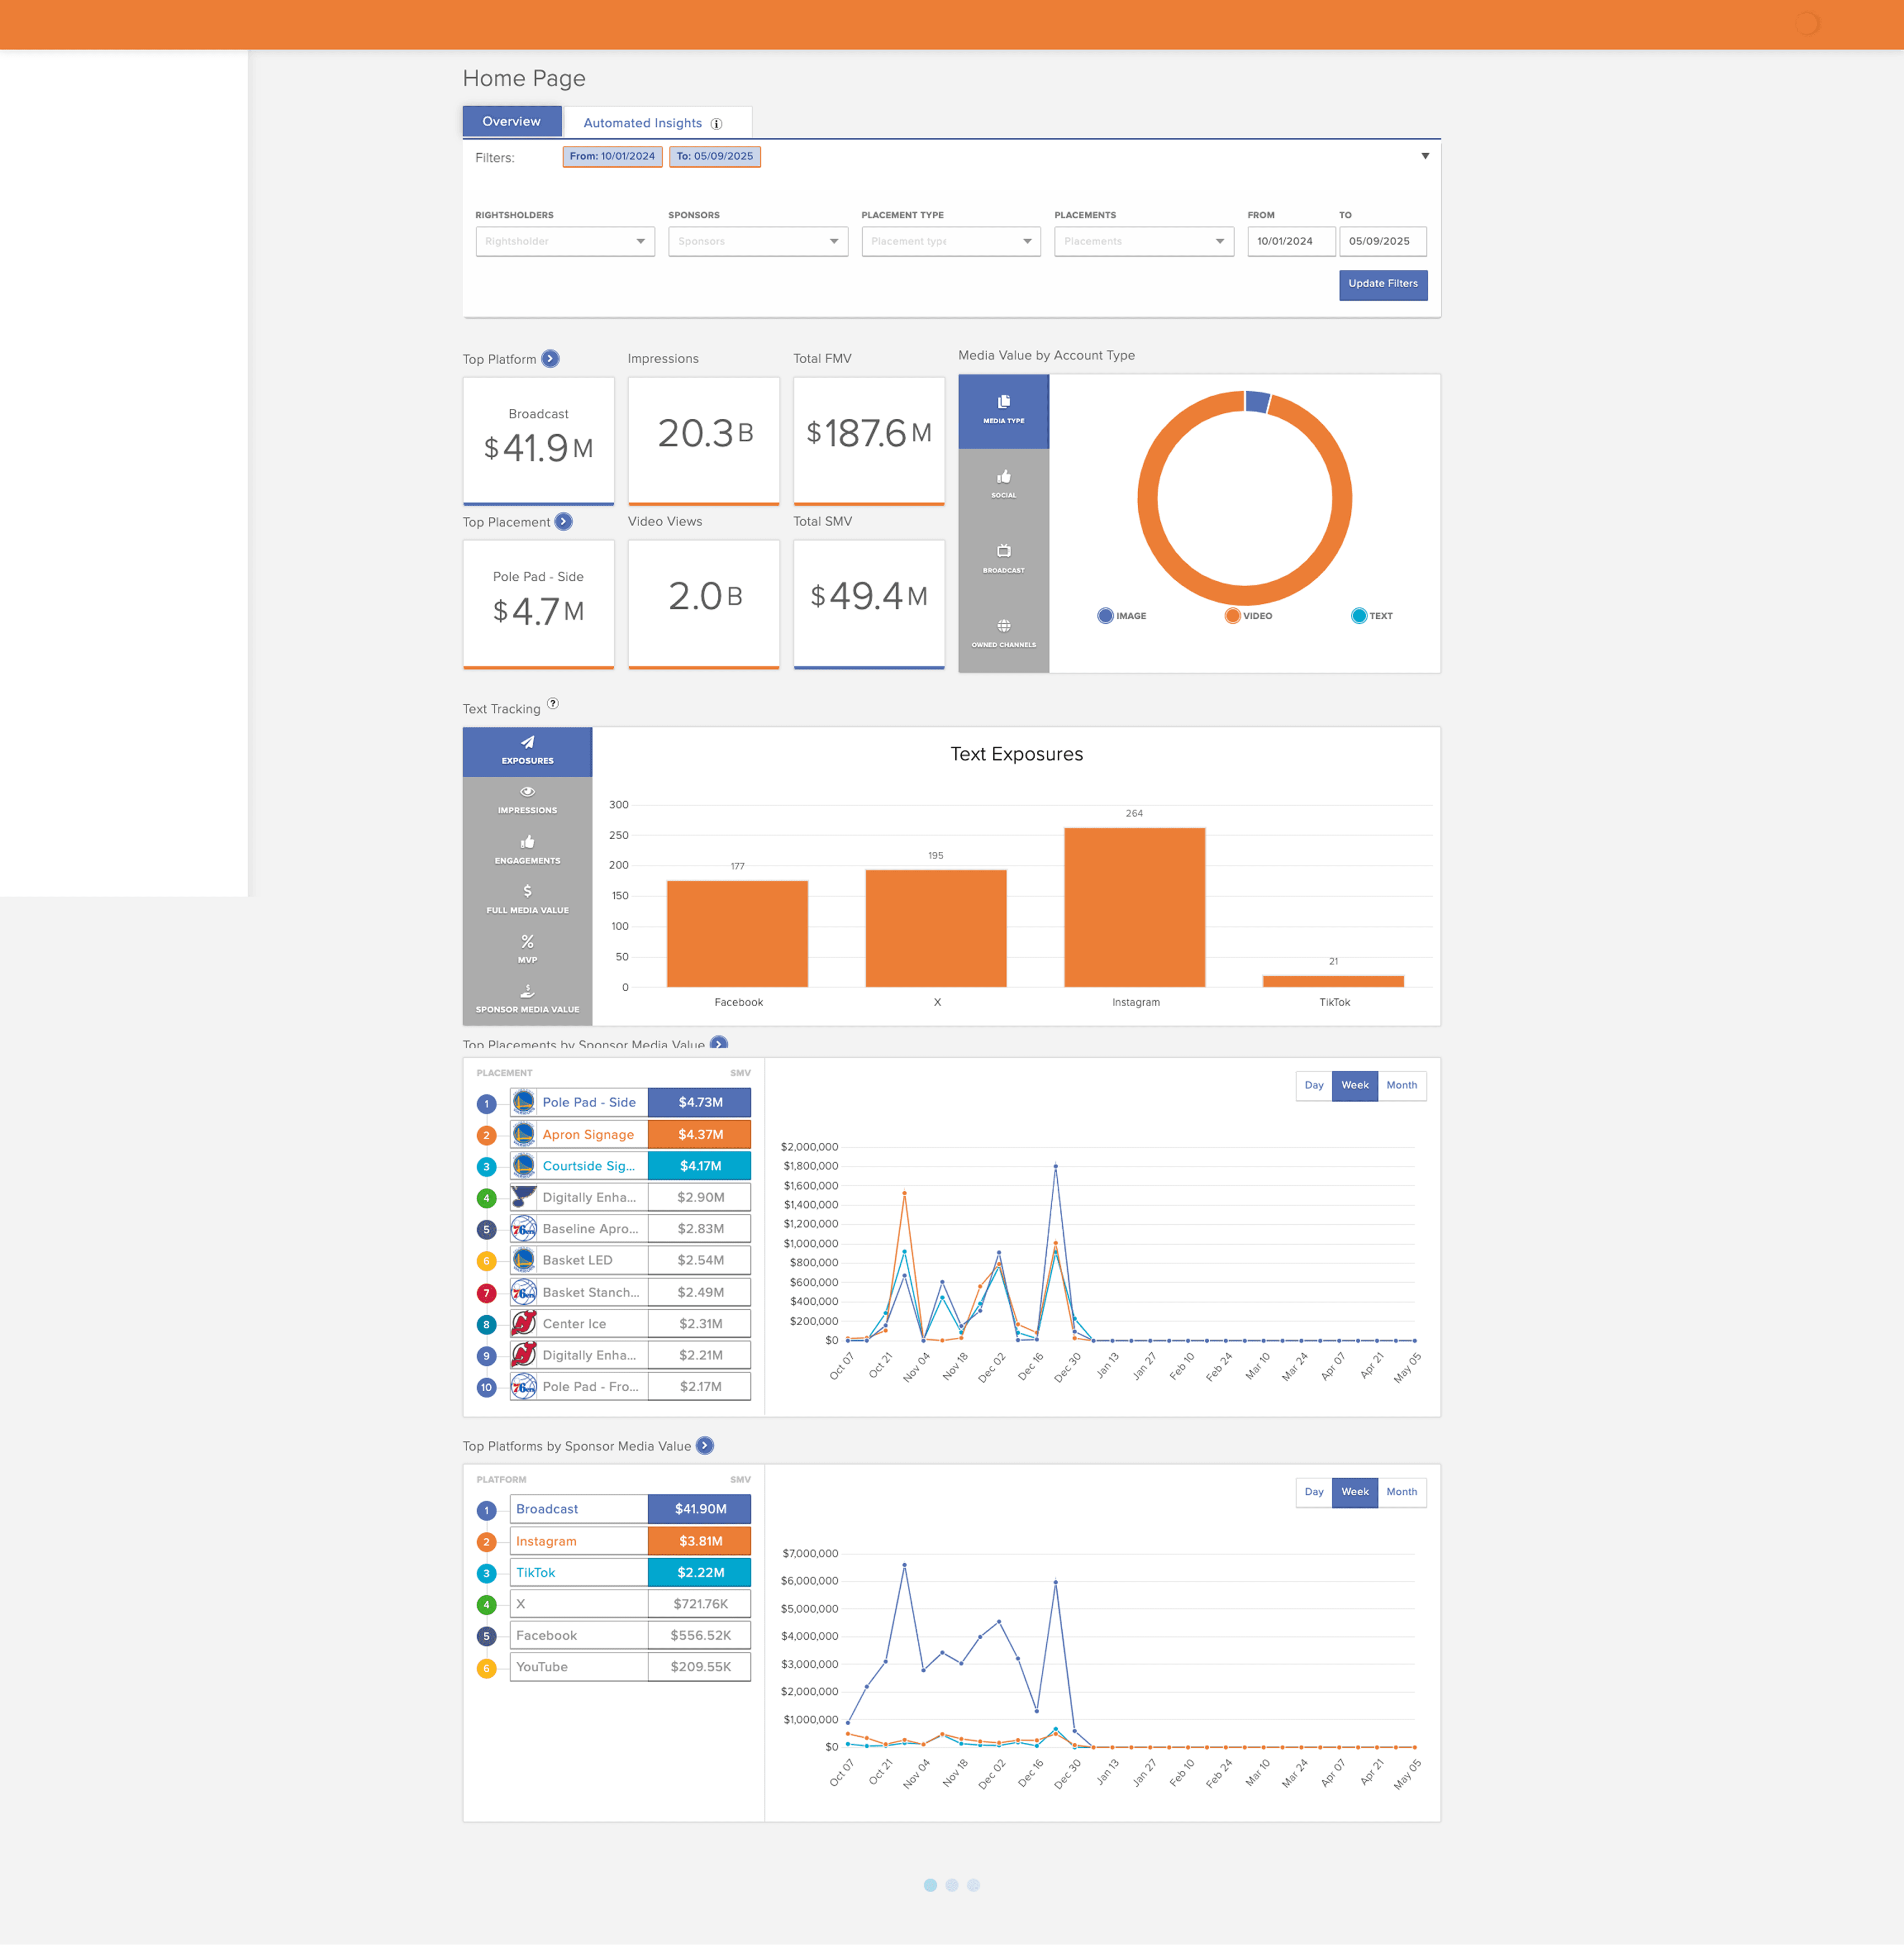 Home Page
Overview
Automated Insights
Filters:
From: 10/01/2024
To: 05/09/2025
RIGHTSHOLDERS
SPONSORS
PLACEMENT TYPE
PLACEMENTS
FROM
TO
Rightsholder
Sponsors
Placement type
Placements
10/01/2024
05/09/2025
Update Filters
Top Platform
Impressions
Total FMV
Media Value by Account Type
Broadcast
$41.9 M
20.3 B
$187.6 M
Top Placement
Video Views
Total SMV
Pole Pad - Side
$4.7 M
2.0 B
$49.4 M
MEDIA TYPE
SOCIAL
BROADCAST
OWNED CHANNELS
IMAGE
VIDEO
TEXT
Text Tracking ?
EXPOSURES
IMPRESSIONS
ENGAGEMENTS
$
FULL MEDIA VALUE
%
MVP
SPONSOR MEDIA VALUE
Text Exposures
300
250
200
150
100
50
0
177
195
264
21
Facebook
X
Instagram
TikTok
Top Placements by Sponsor Media Value
PLACEMENT
SMV
1 Pole Pad - Side $4.73M
2 Apron Signage $4.37M
3 Courtside Sig... $4.17M
4 Digitally Enha... $2.90M
5 76ers Baseline Apro... $2.83M
6 Basket LED $2.54M
7 76ers Basket Stanch... $2.49M
8 Center Ice $2.31M
9 Digitally Enha... $2.21M
10 76ers Pole Pad - Fro... $2.17M
Day
Week
Month
$2,000,000
$1,800,000
$1,600,000
$1,400,000
$1,200,000
$1,000,000
$800,000
$600,000
$400,000
$200,000
$0
Oct 07
Oct 21
Nov 04
Nov 18
Dec 02
Dec 16
Dec 30
Jan 13
Jan 27
Feb 10
Feb 24
Mar 10
Mar 24
Apr 07
Apr 21
May 05
Top Platforms by Sponsor Media Value
PLATFORM
SMV
1 Broadcast $41.90M
2 Instagram $3.81M
3 TikTok $2.22M
4 X $721.76K
5 Facebook $556.52K
6 YouTube $209.55K
Day
Week
Month
$7,000,000
$6,000,000
$5,000,000
$4,000,000
$3,000,000
$2,000,000
$1,000,000
$0
Oct 07
Oct 21
Nov 04
Nov 18
Dec 02
Dec 16
Dec 30
Jan 13
Jan 27
Feb 10
Feb 24
Mar 10
Mar 24
Apr 07
Apr 21
May 05